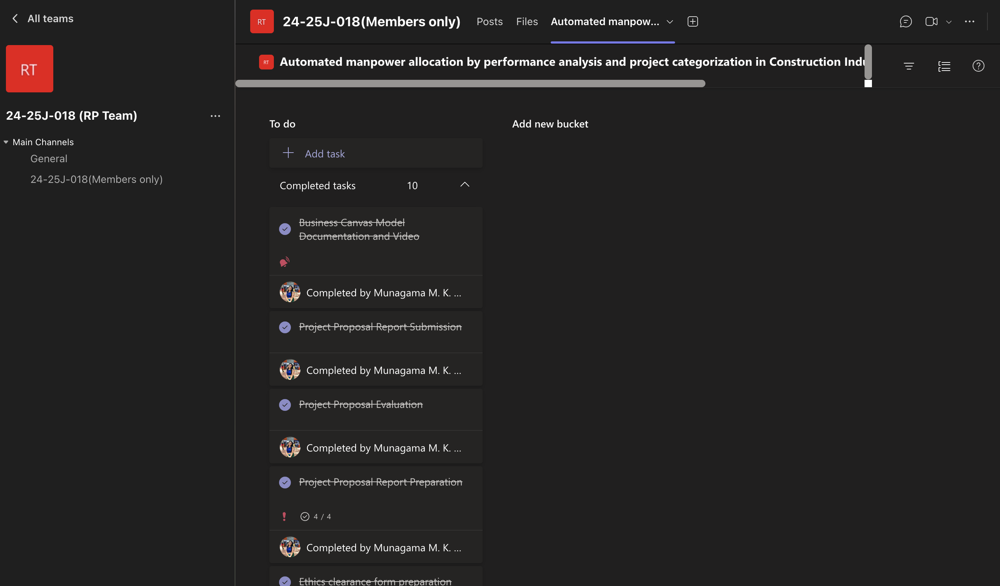 All teams
RT
24-25J-018 (RP Team)
Main Channels
General
24-25J-018(Members only)
RT
24-25J-018(Members only)
Posts
Files
Automated manpow...
RT
Automated manpower allocation by performance analysis and project categorization in Construction Indu
To do
Add new bucket
Add task
Completed tasks 10
Business Canvas Model
Documentation and Video
Completed by Munagama M. K. ...
Project Proposal Report Submission
Completed by Munagama M. K. ...
Project Proposal Evaluation
Completed by Munagama M. K. ...
Project Proposal Report Preparation
4 / 4
Completed by Munagama M. K. ...
Ethics clearance form preparation